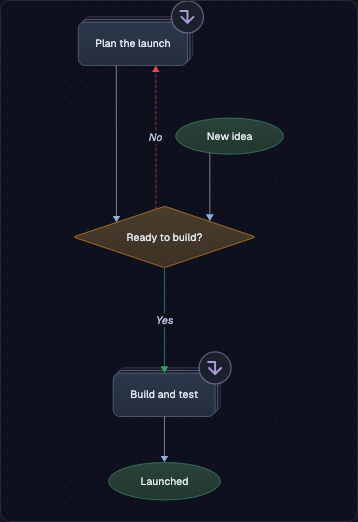 Plan the launch
No
New idea
Ready to build?
Yes
Build and test
Launched